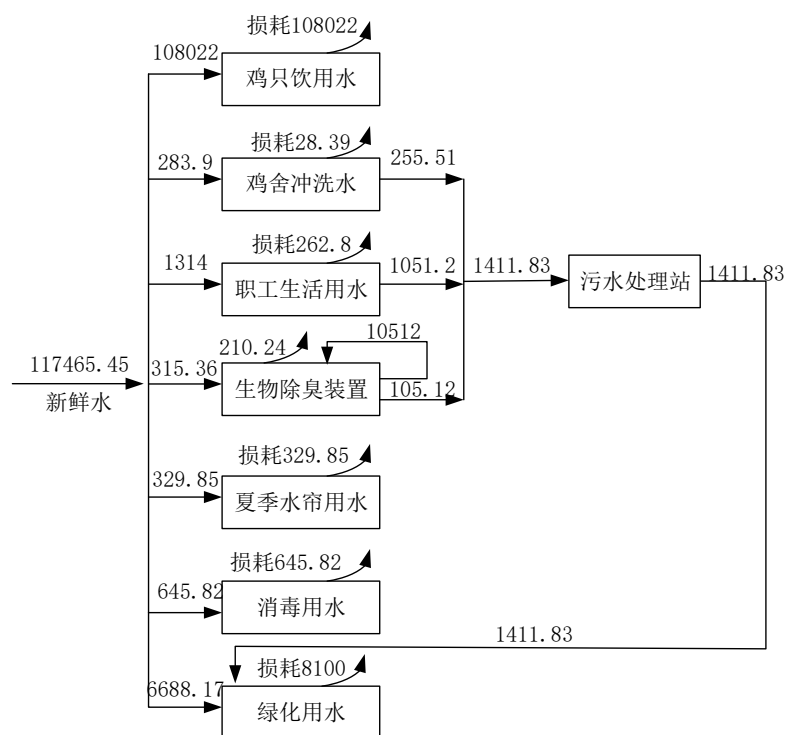 损耗108022
108022
鸡只饮用水
损耗28.39
283.9
255.51
鸡舍冲洗水
损耗262.8
1314
1051.2
1411.83
1411.83
职工生活用水
污水处理站
10512
210.24
117465.45
315.36
生物除臭装置
105.12
新鲜水
损耗329.85
329.85
夏季水帘用水
损耗645.82
645.82
消毒用水
1411.83
损耗8100
6688.17
绿化用水